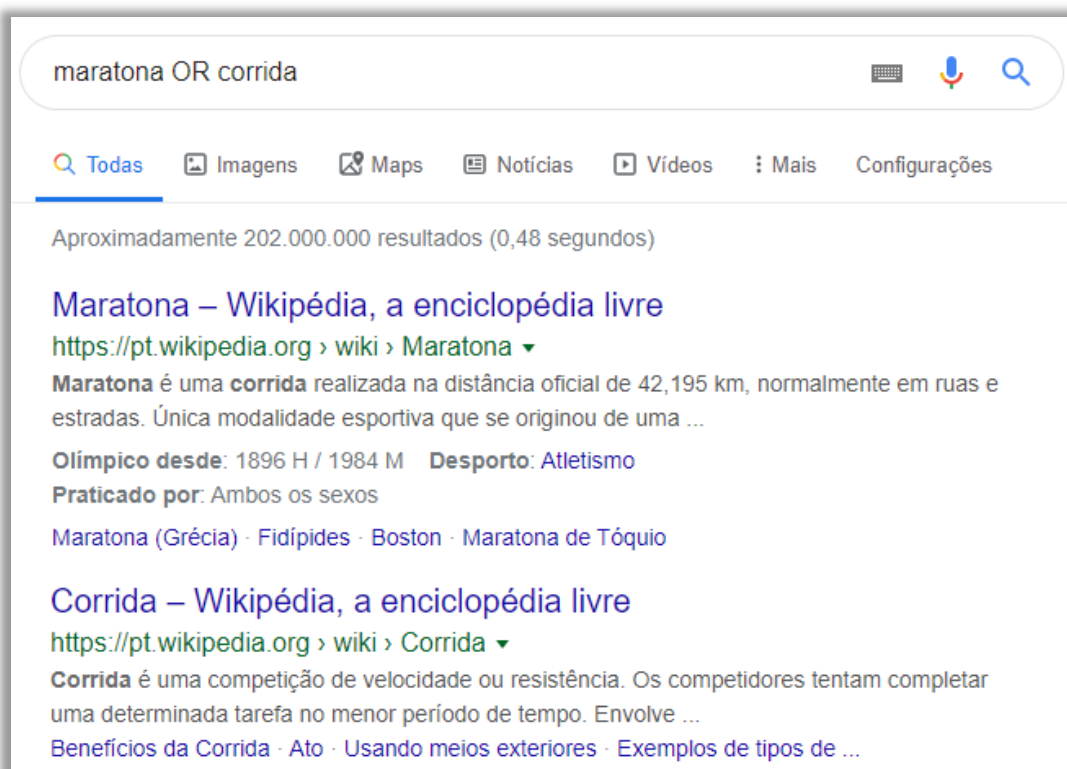 maratona OR corrida
Todas Imagens Maps Notícias Vídeos Mais Configurações
Aproximadamente 202.000.000 resultados (0,48 segundos)
Maratona – Wikipédia, a enciclopédia livre
https://pt.wikipedia.org › wiki › Maratona
Maratona é uma corrida realizada na distância oficial de 42,195 km, normalmente em ruas e
estradas. Única modalidade esportiva que se originou de uma ...
Olímpico desde: 1896 H / 1984 M Desporto: Atletismo
Praticado por: Ambos os sexos
Maratona (Grécia) · Fidípides · Boston · Maratona de Tóquio
Corrida – Wikipédia, a enciclopédia livre
https://pt.wikipedia.org › wiki › Corrida
Corrida é uma competição de velocidade ou resistência. Os competidores tentam completar
uma determinada tarefa no menor período de tempo. Envolve ...
Benefícios da Corrida · Ato · Usando meios exteriores · Exemplos de tipos de ...